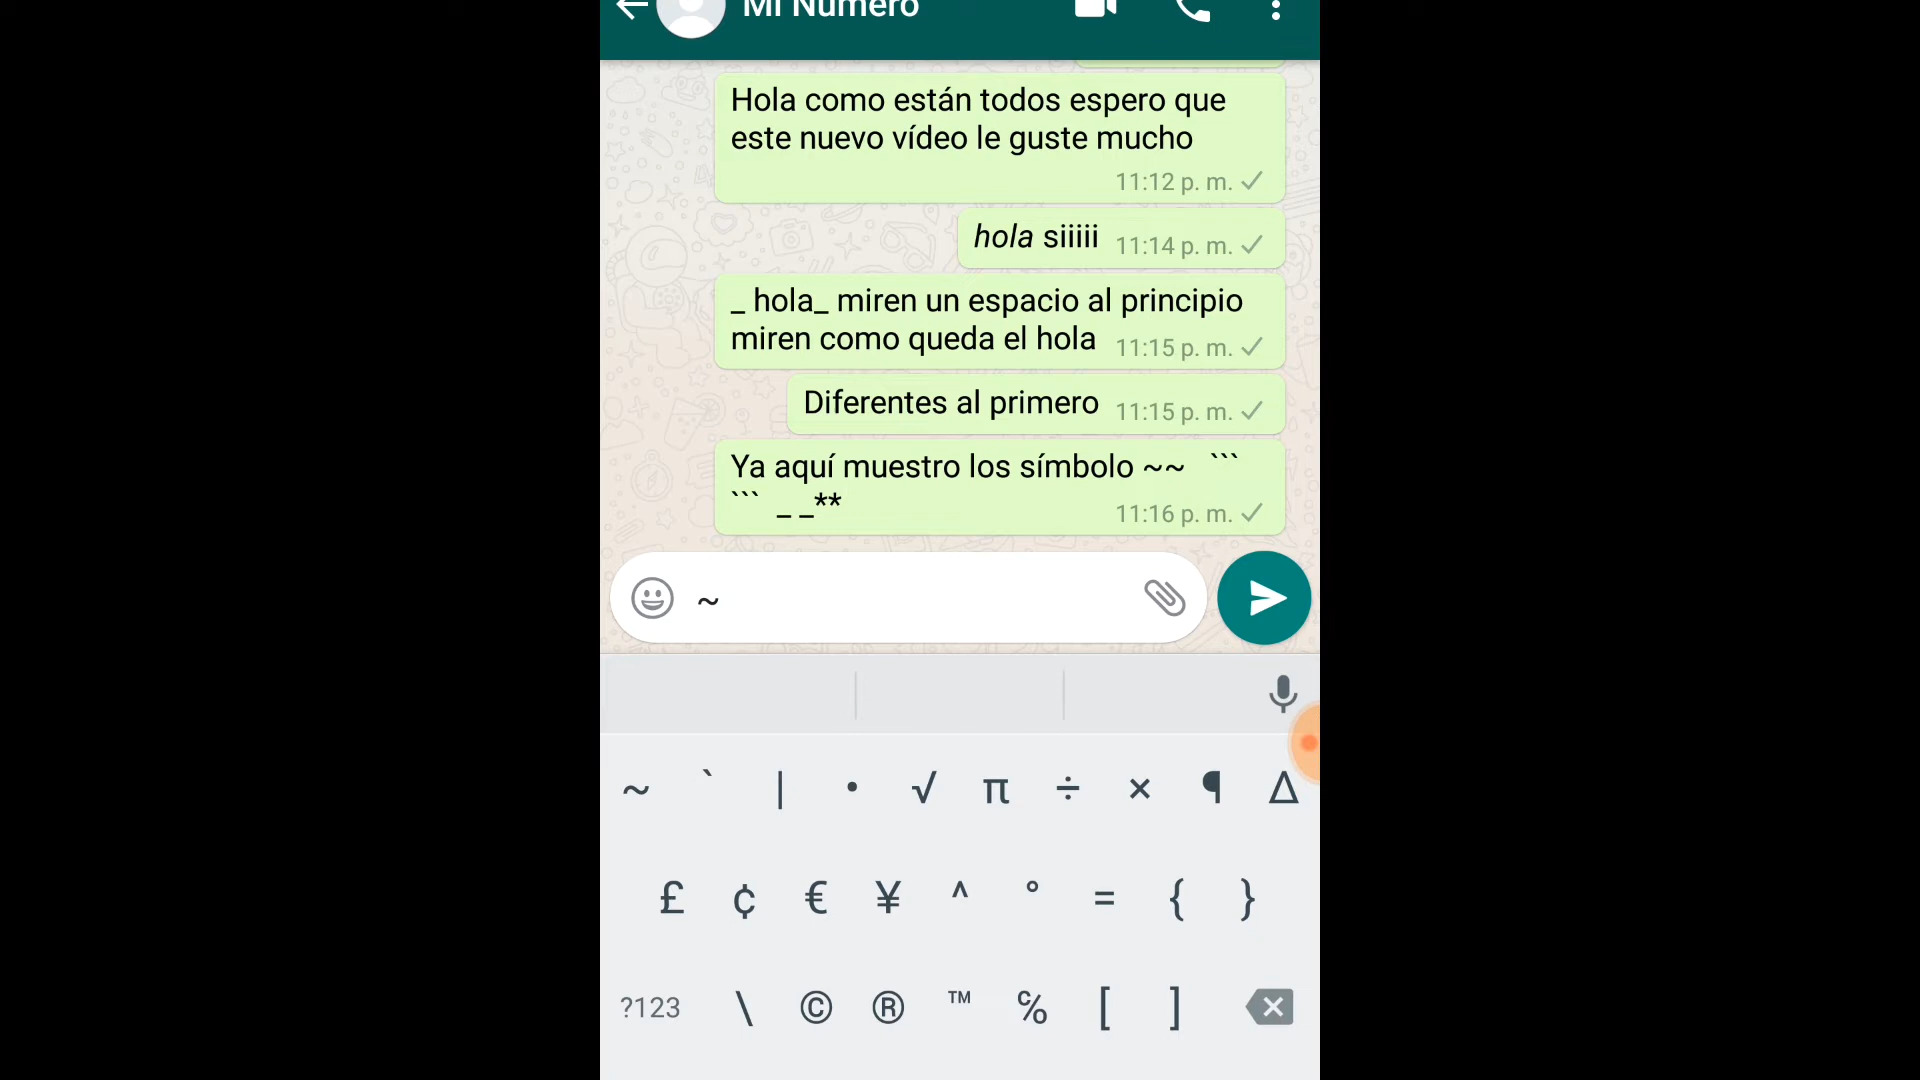 Mi Número
Hola como están todos espero que
este nuevo vídeo le guste mucho
11:12 p. m.
hola siiiii 11:14 p. m.
_ hola_ miren un espacio al principio
miren como queda el hola 11:15 p. m.
Diferentes al primero 11:15 p. m.
Ya aquí muestro los símbolo ~~ ```
``` _ _** 11:16 p. m.
~
~ ` | • √ π ÷ × ¶ Δ
£ ¢ € ¥ ^ ° = { }
?123 \ © ® ™ ℅ [ ]